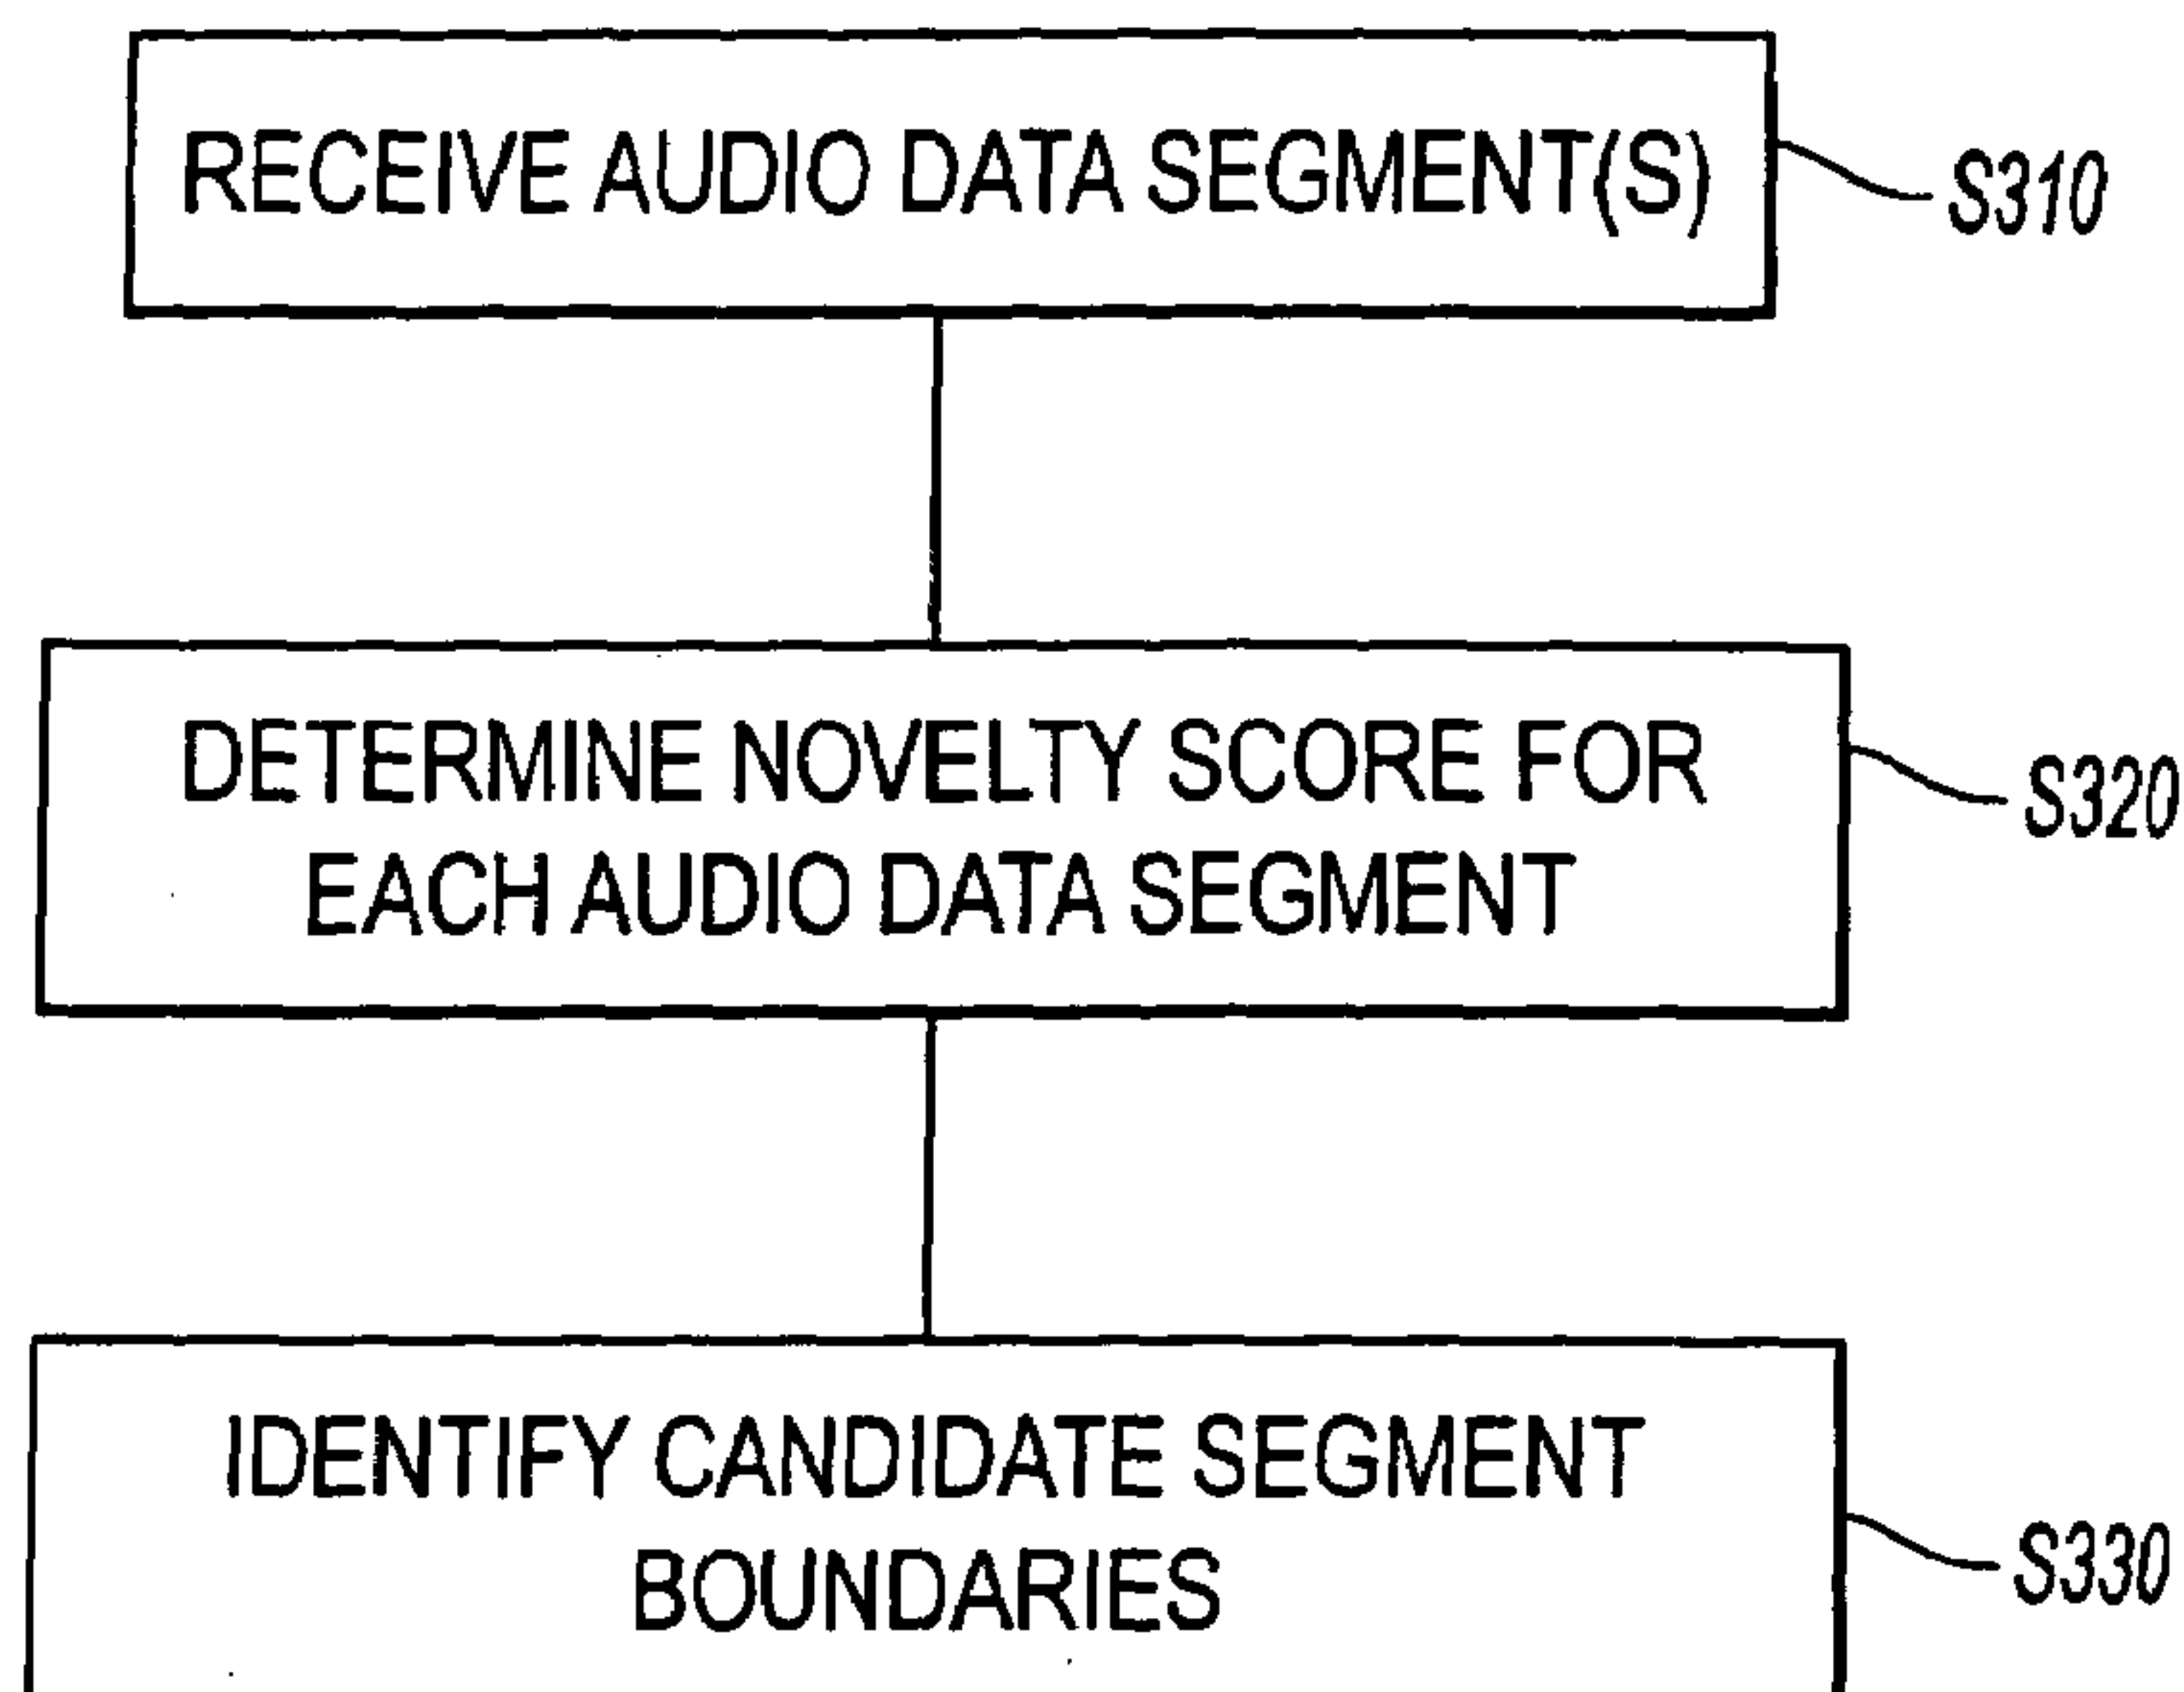 RECEIVE AUDIO DATA SEGMENT(S)
S310
DETERMINE NOVELTY SCORE FOR
EACH AUDIO DATA SEGMENT
S320
IDENTIFY CANDIDATE SEGMENT
BOUNDARIES
S330